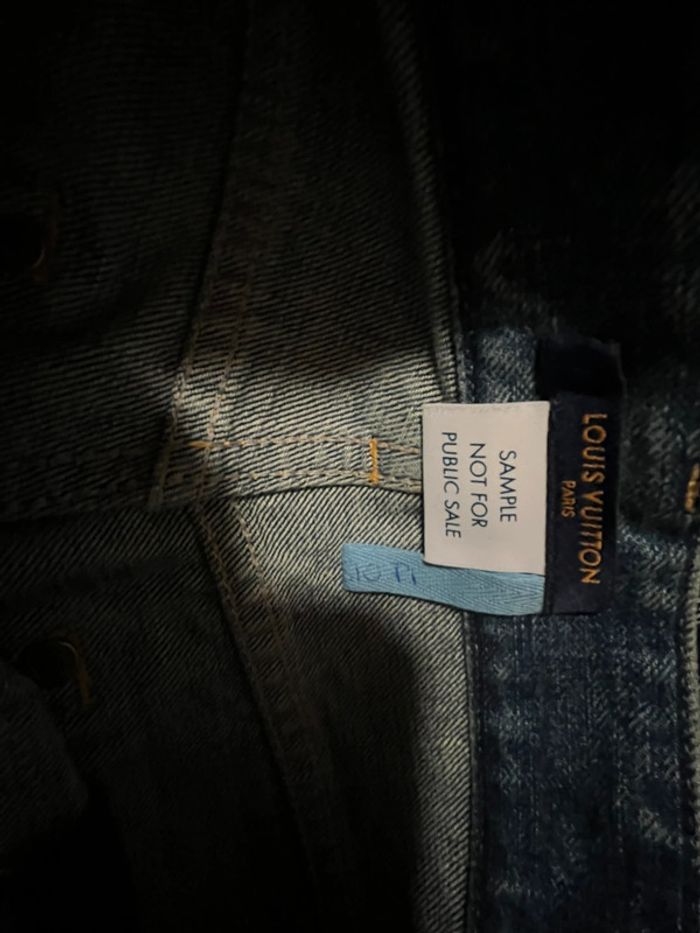 LOUIS VUITTON
PARIS
SAMPLE
NOT FOR
PUBLIC SALE